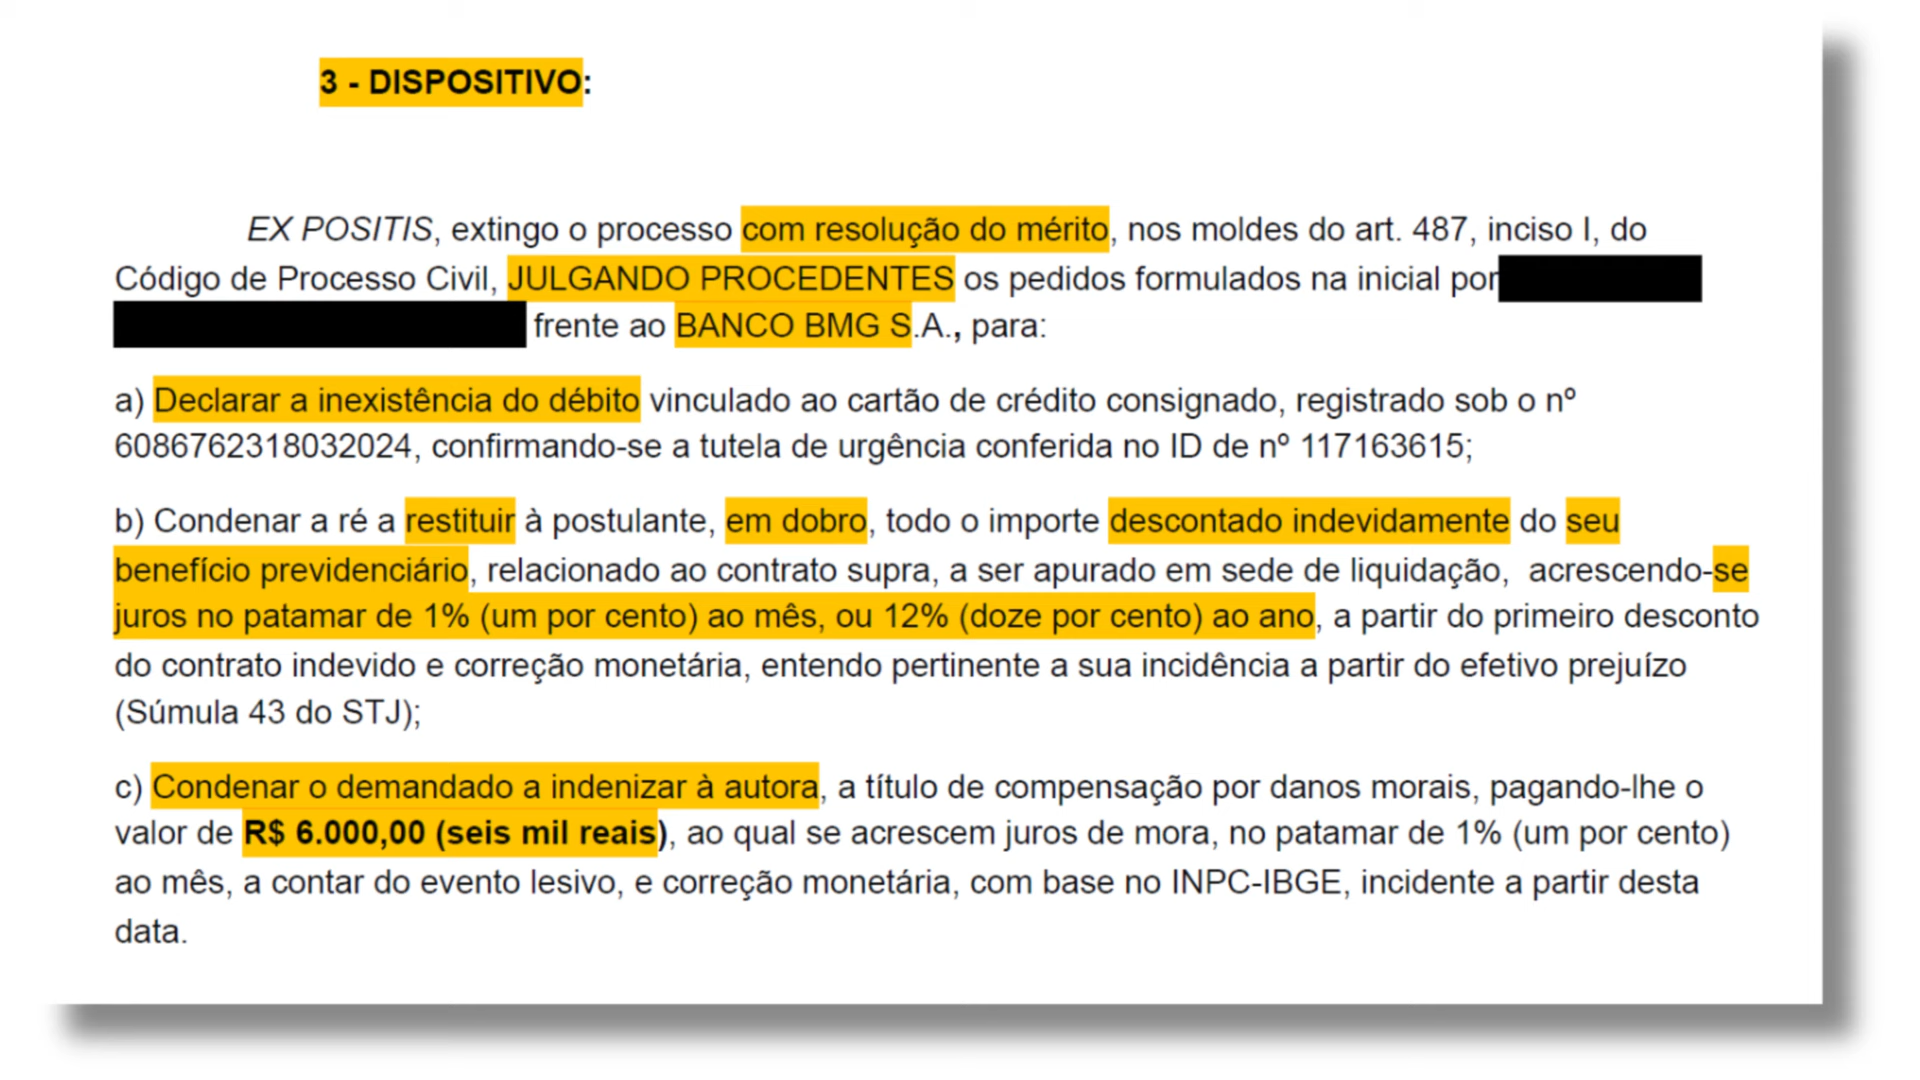 3 - DISPOSITIVO:
EX POSITIS, extingo o processo com resolução do mérito, nos moldes do art. 487, inciso I, do
Código de Processo Civil, JULGANDO PROCEDENTES os pedidos formulados na inicial por
frente ao BANCO BMG S.A., para:
a) Declarar a inexistência do débito vinculado ao cartão de crédito consignado, registrado sob o nº
6086762318032024, confirmando-se a tutela de urgência conferida no ID de nº 117163615;
b) Condenar a ré a restituir à postulante, em dobro, todo o importe descontado indevidamente do seu
benefício previdenciário, relacionado ao contrato supra, a ser apurado em sede de liquidação, acrescendo-se
juros no patamar de 1% (um por cento) ao mês, ou 12% (doze por cento) ao ano, a partir do primeiro desconto
do contrato indevido e correção monetária, entendo pertinente a sua incidência a partir do efetivo prejuízo
(Súmula 43 do STJ);
c) Condenar o demandado a indenizar à autora, a título de compensação por danos morais, pagando-lhe o
valor de R$ 6.000,00 (seis mil reais), ao qual se acrescem juros de mora, no patamar de 1% (um por cento)
ao mês, a contar do evento lesivo, e correção monetária, com base no INPC-IBGE, incidente a partir desta
data.